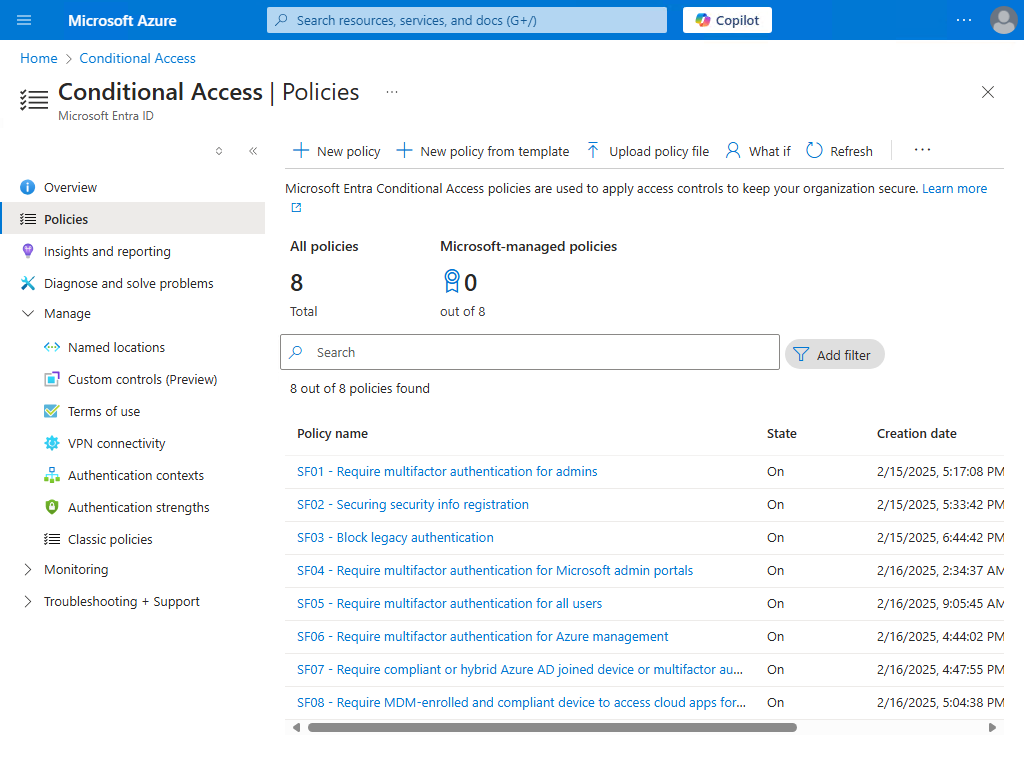 Microsoft Azure
Search resources, services, and docs (G+/)
Copilot
Home > Conditional Access
Conditional Access | Policies
Microsoft Entra ID
Overview
Policies
Insights and reporting
Diagnose and solve problems
Manage
Named locations
Custom controls (Preview)
Terms of use
VPN connectivity
Authentication contexts
Authentication strengths
Classic policies
Monitoring
Troubleshooting + Support
New policy New policy from template Upload policy file What if Refresh
Microsoft Entra Conditional Access policies are used to apply access controls to keep your organization secure. Learn more
All policies Microsoft-managed policies
8 0
Total out of 8
Search
Add filter
8 out of 8 policies found
Policy name State Creation date
SF01 - Require multifactor authentication for admins On 2/15/2025, 5:17:08 PM
SF02 - Securing security info registration On 2/15/2025, 5:33:42 PM
SF03 - Block legacy authentication On 2/15/2025, 6:44:42 PM
SF04 - Require multifactor authentication for Microsoft admin portals On 2/16/2025, 2:34:37 AM
SF05 - Require multifactor authentication for all users On 2/16/2025, 9:05:45 AM
SF06 - Require multifactor authentication for Azure management On 2/16/2025, 4:44:02 PM
SF07 - Require compliant or hybrid Azure AD joined device or multifactor au... On 2/16/2025, 4:47:55 PM
SF08 - Require MDM-enrolled and compliant device to access cloud apps for... On 2/16/2025, 5:04:38 PM